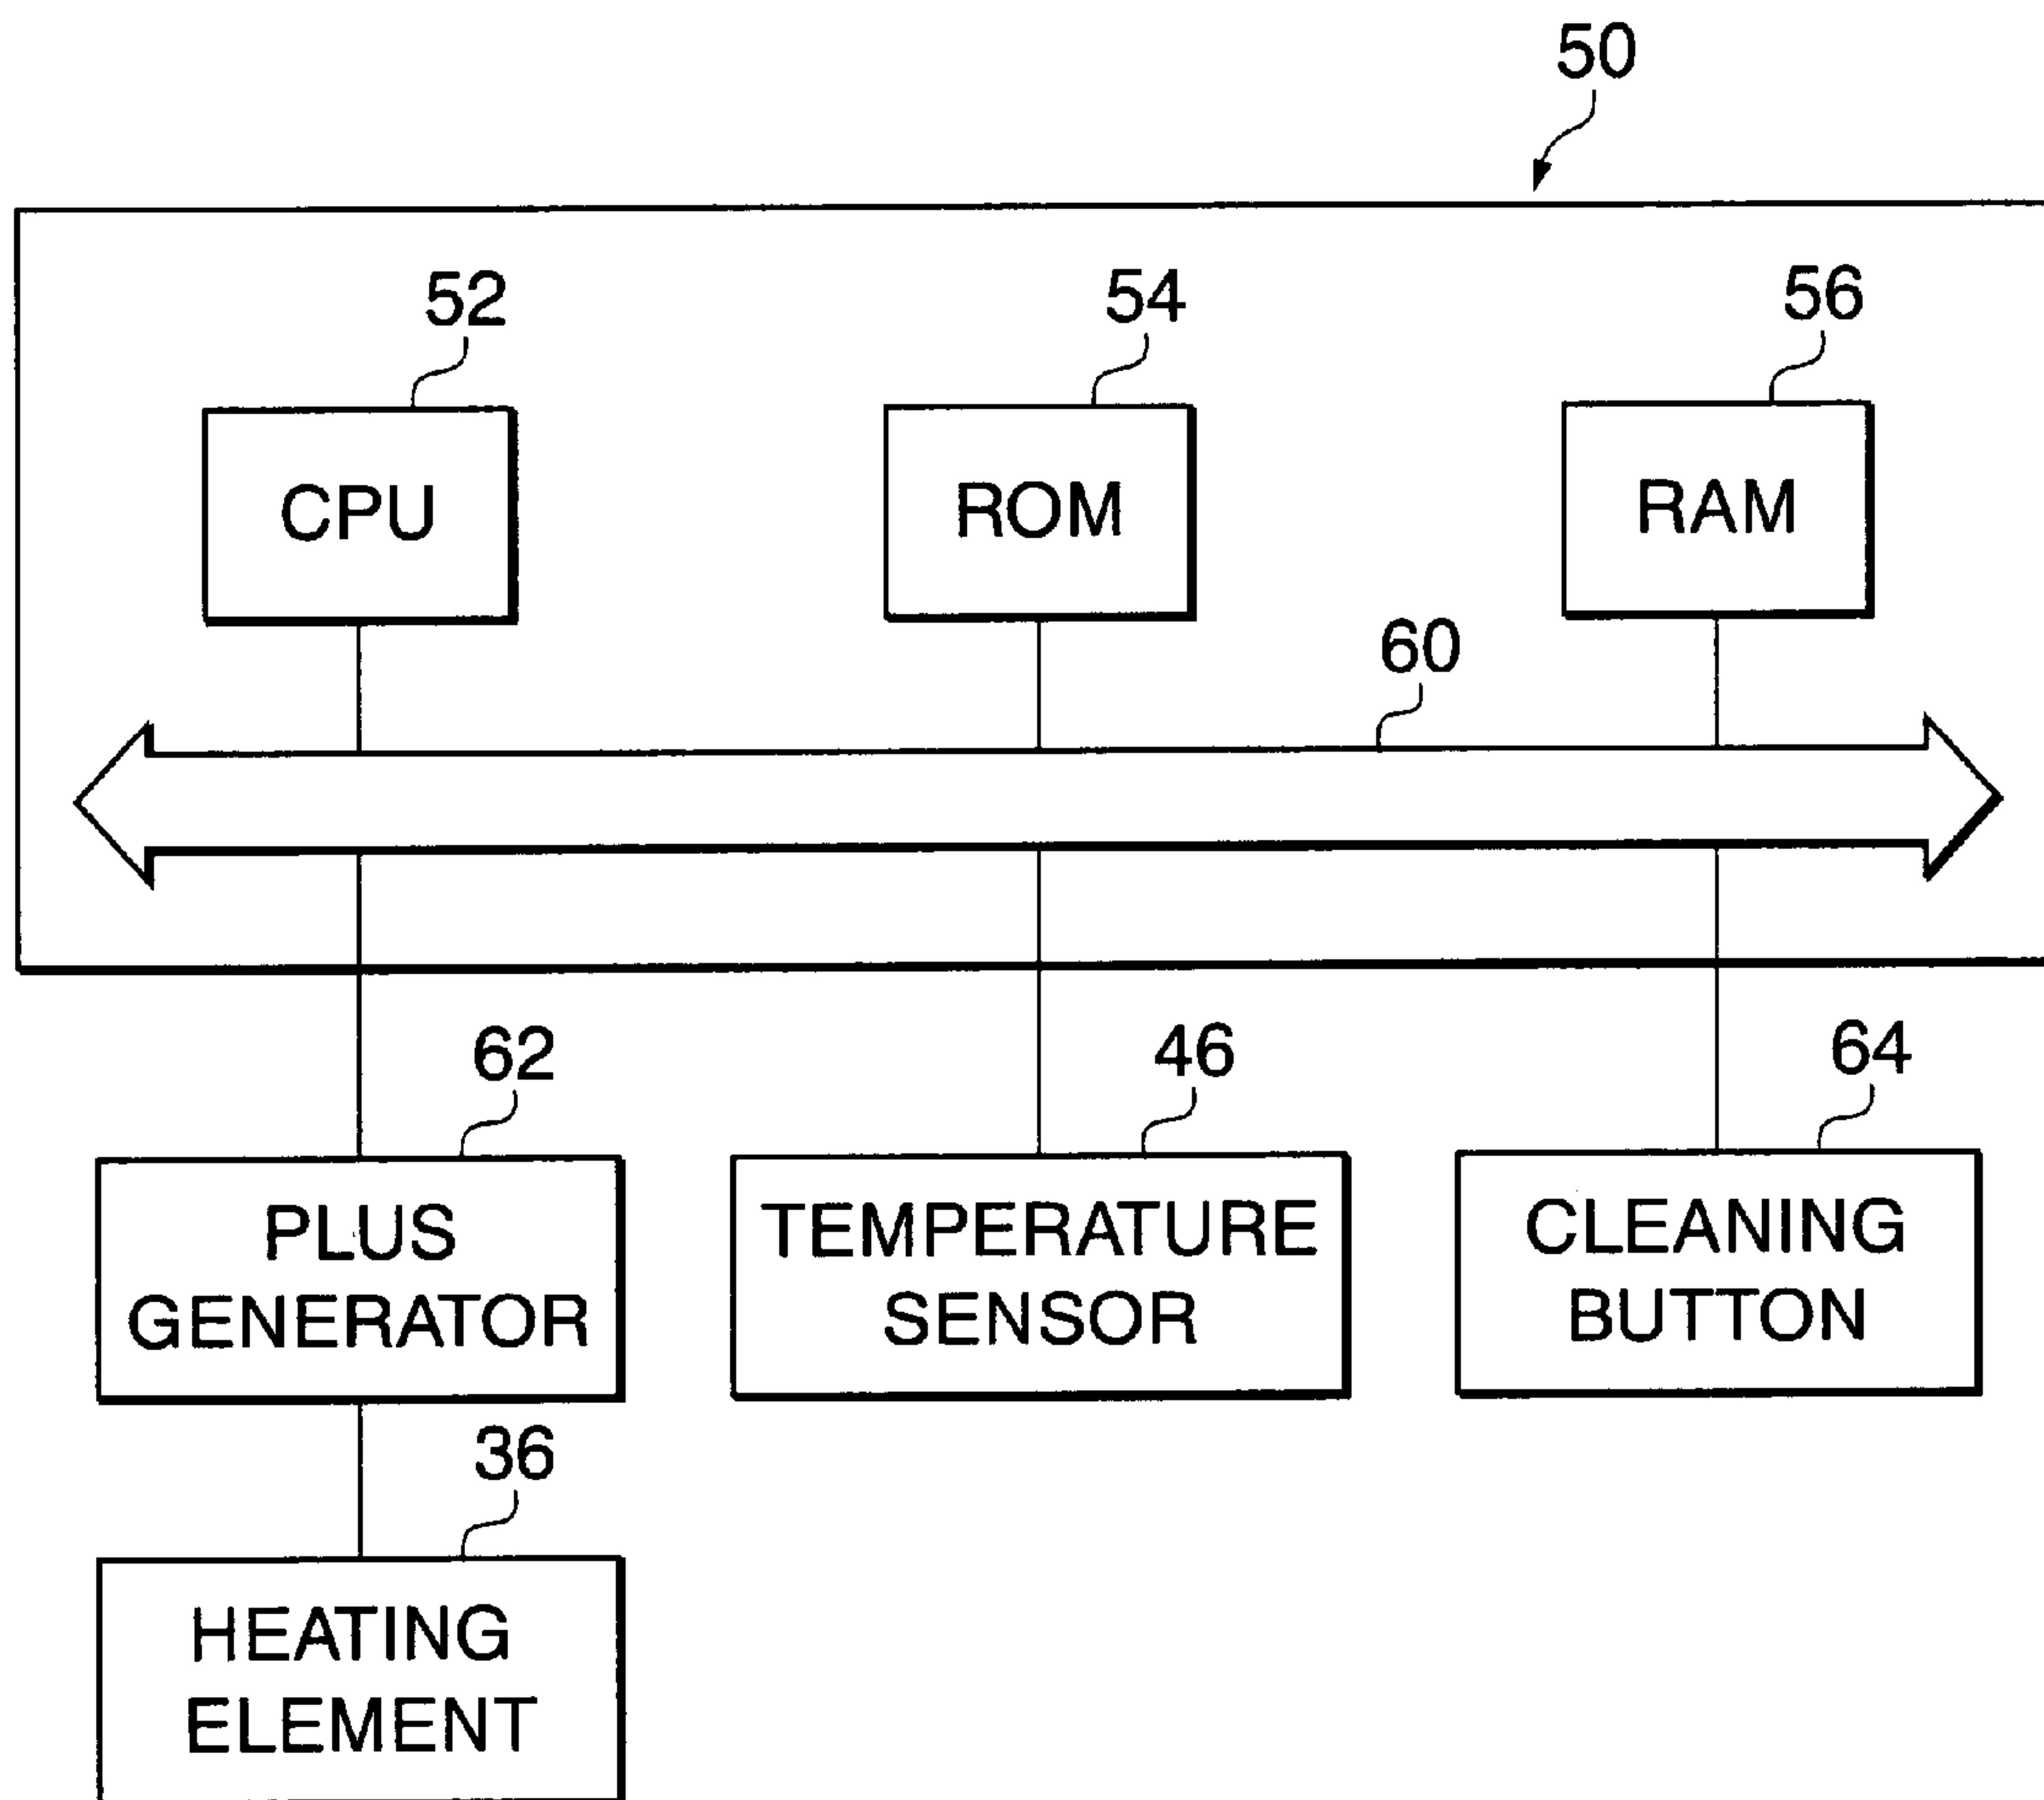 50
52
54
56
CPU
ROM
RAM
60
62
46
64
PLUS
GENERATOR
TEMPERATURE
SENSOR
CLEANING
BUTTON
36
HEATING
ELEMENT